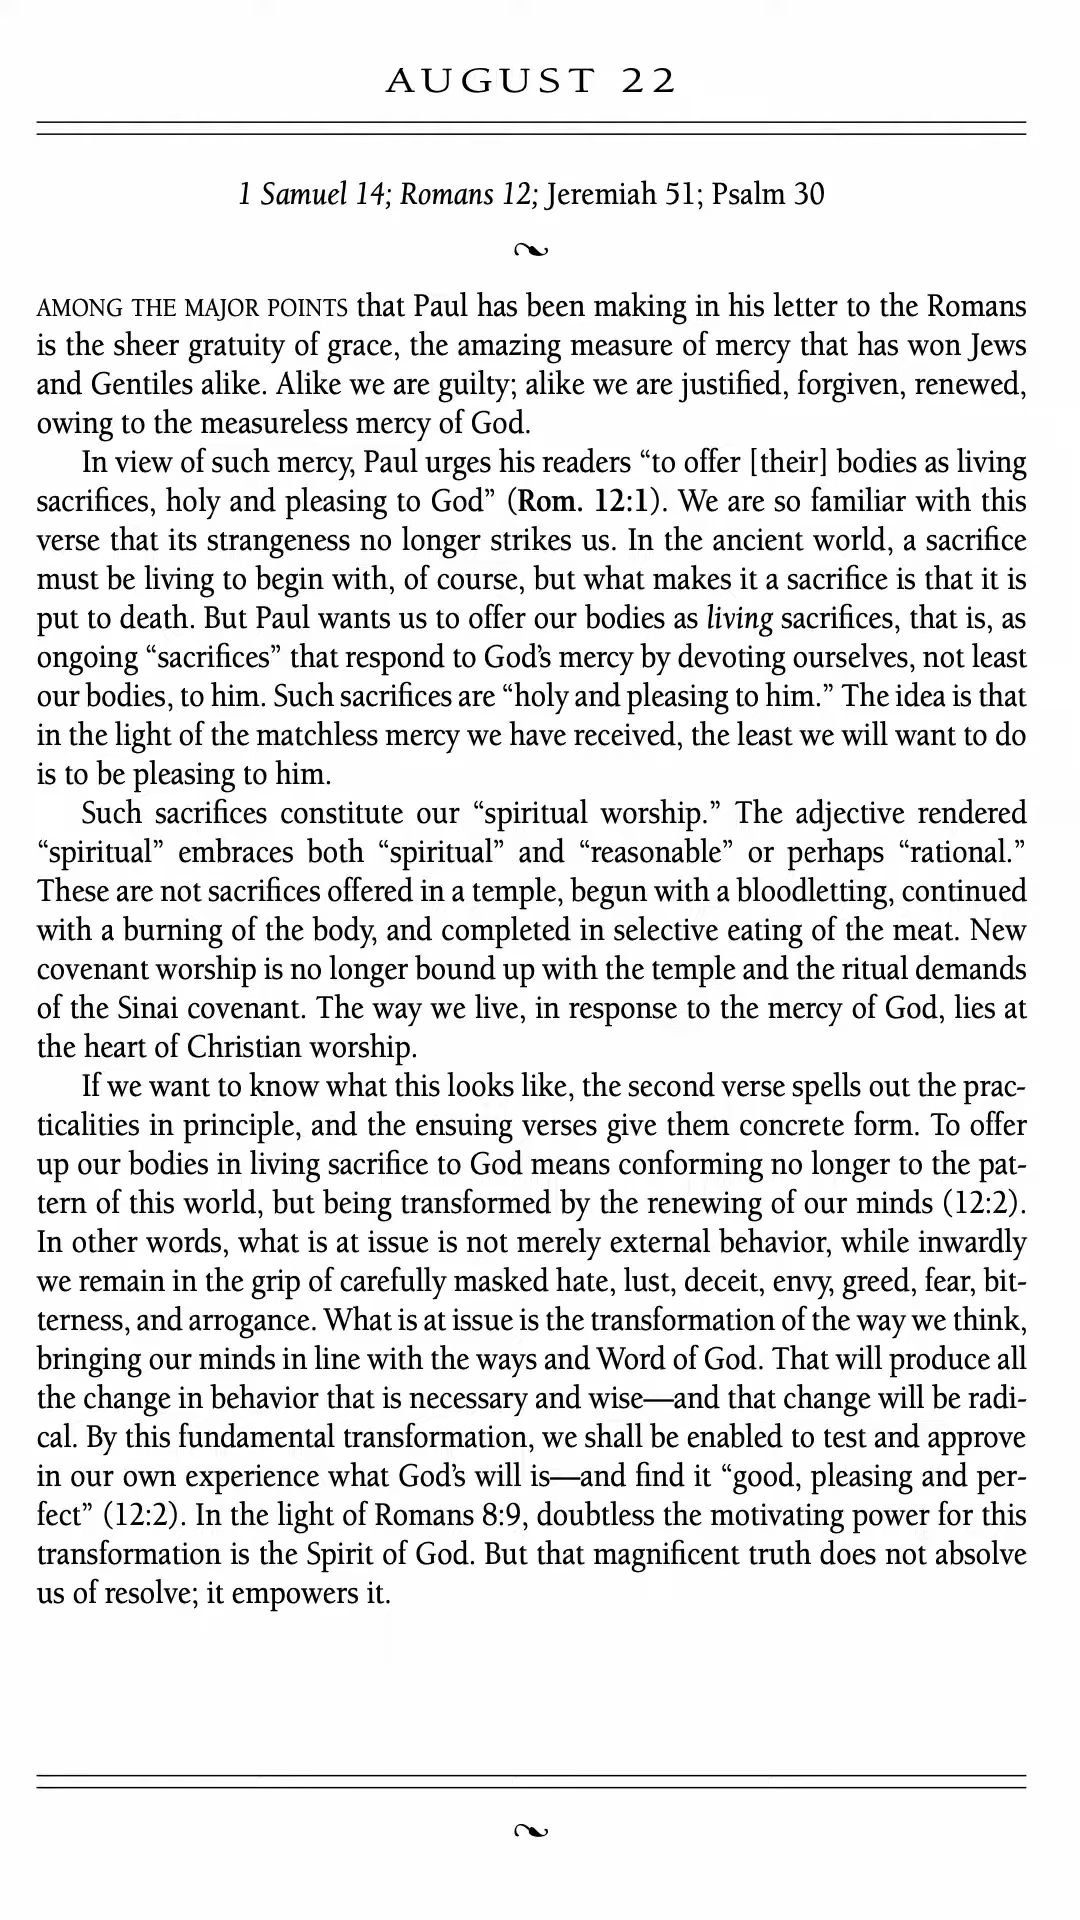 AUGUST 22
1 Samuel 14; Romans 12; Jeremiah 51; Psalm 30
AMONG THE MAJOR POINTS that Paul has been making in his letter to the Romans
is the sheer gratuity of grace, the amazing measure of mercy that has won Jews
and Gentiles alike. Alike we are guilty; alike we are justified, forgiven, renewed,
owing to the measureless mercy of God.
In view of such mercy, Paul urges his readers “to offer [their] bodies as living
sacrifices, holy and pleasing to God” (Rom. 12:1). We are so familiar with this
verse that its strangeness no longer strikes us. In the ancient world, a sacrifice
must be living to begin with, of course, but what makes it a sacrifice is that it is
put to death. But Paul wants us to offer our bodies as living sacrifices, that is, as
ongoing “sacrifices” that respond to God’s mercy by devoting ourselves, not least
our bodies, to him. Such sacrifices are “holy and pleasing to him.” The idea is that
in the light of the matchless mercy we have received, the least we will want to do
is to be pleasing to him.
Such sacrifices constitute our “spiritual worship.” The adjective rendered
“spiritual” embraces both “spiritual” and “reasonable” or perhaps “rational.”
These are not sacrifices offered in a temple, begun with a bloodletting, continued
with a burning of the body, and completed in selective eating of the meat. New
covenant worship is no longer bound up with the temple and the ritual demands
of the Sinai covenant. The way we live, in response to the mercy of God, lies at
the heart of Christian worship.
If we want to know what this looks like, the second verse spells out the prac-
ticalities in principle, and the ensuing verses give them concrete form. To offer
up our bodies in living sacrifice to God means conforming no longer to the pat-
tern of this world, but being transformed by the renewing of our minds (12:2).
In other words, what is at issue is not merely external behavior, while inwardly
we remain in the grip of carefully masked hate, lust, deceit, envy, greed, fear, bit-
terness, and arrogance. What is at issue is the transformation of the way we think,
bringing our minds in line with the ways and Word of God. That will produce all
the change in behavior that is necessary and wise—and that change will be radi-
cal. By this fundamental transformation, we shall be enabled to test and approve
in our own experience what God’s will is—and find it “good, pleasing and per-
fect” (12:2). In the light of Romans 8:9, doubtless the motivating power for this
transformation is the Spirit of God. But that magnificent truth does not absolve
us of resolve; it empowers it.